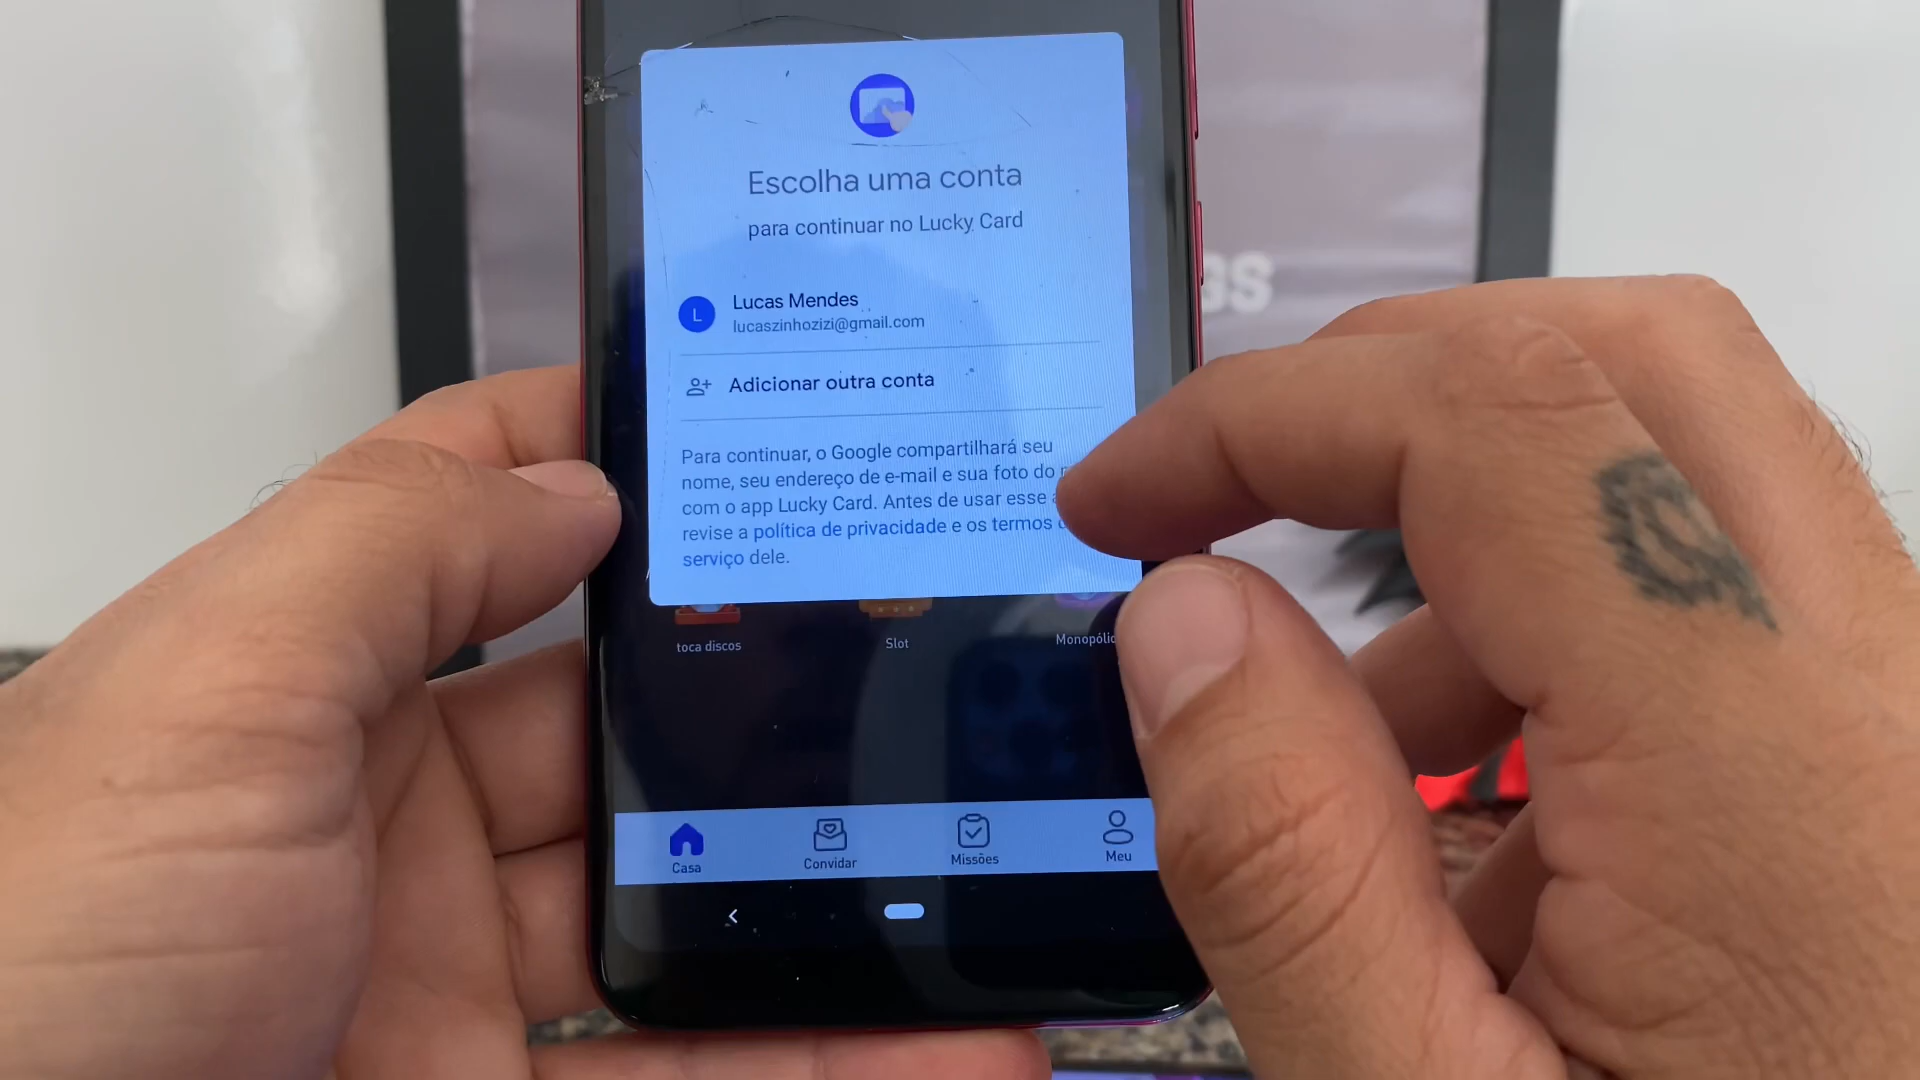 Escolha uma conta
para continuar no Lucky Card
L
Lucas Mendes
lucaszinhozizi@gmail.com
Adicionar outra conta
Para continuar, o Google compartilhará seu
nome, seu endereço de e-mail e sua foto do
com o app Lucky Card. Antes de usar esse
revise a política de privacidade e os termos
serviço dele.
toca discos
Slot
Casa
Convidar
Missões
Meu